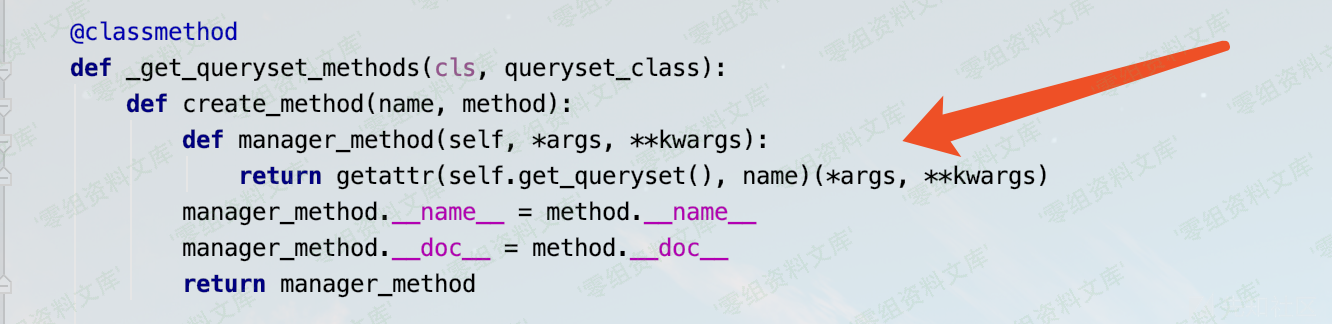 @classmethod
def _get_queryset_methods(cls, queryset_class):
    def create_method(name, method):
        def manager_method(self, *args, **kwargs):
            return getattr(self.get_queryset(), name)(*args, **kwargs)
        manager_method.__name__ = method.__name__
        manager_method.__doc__ = method.__doc__
        return manager_method
'零组资料文库'